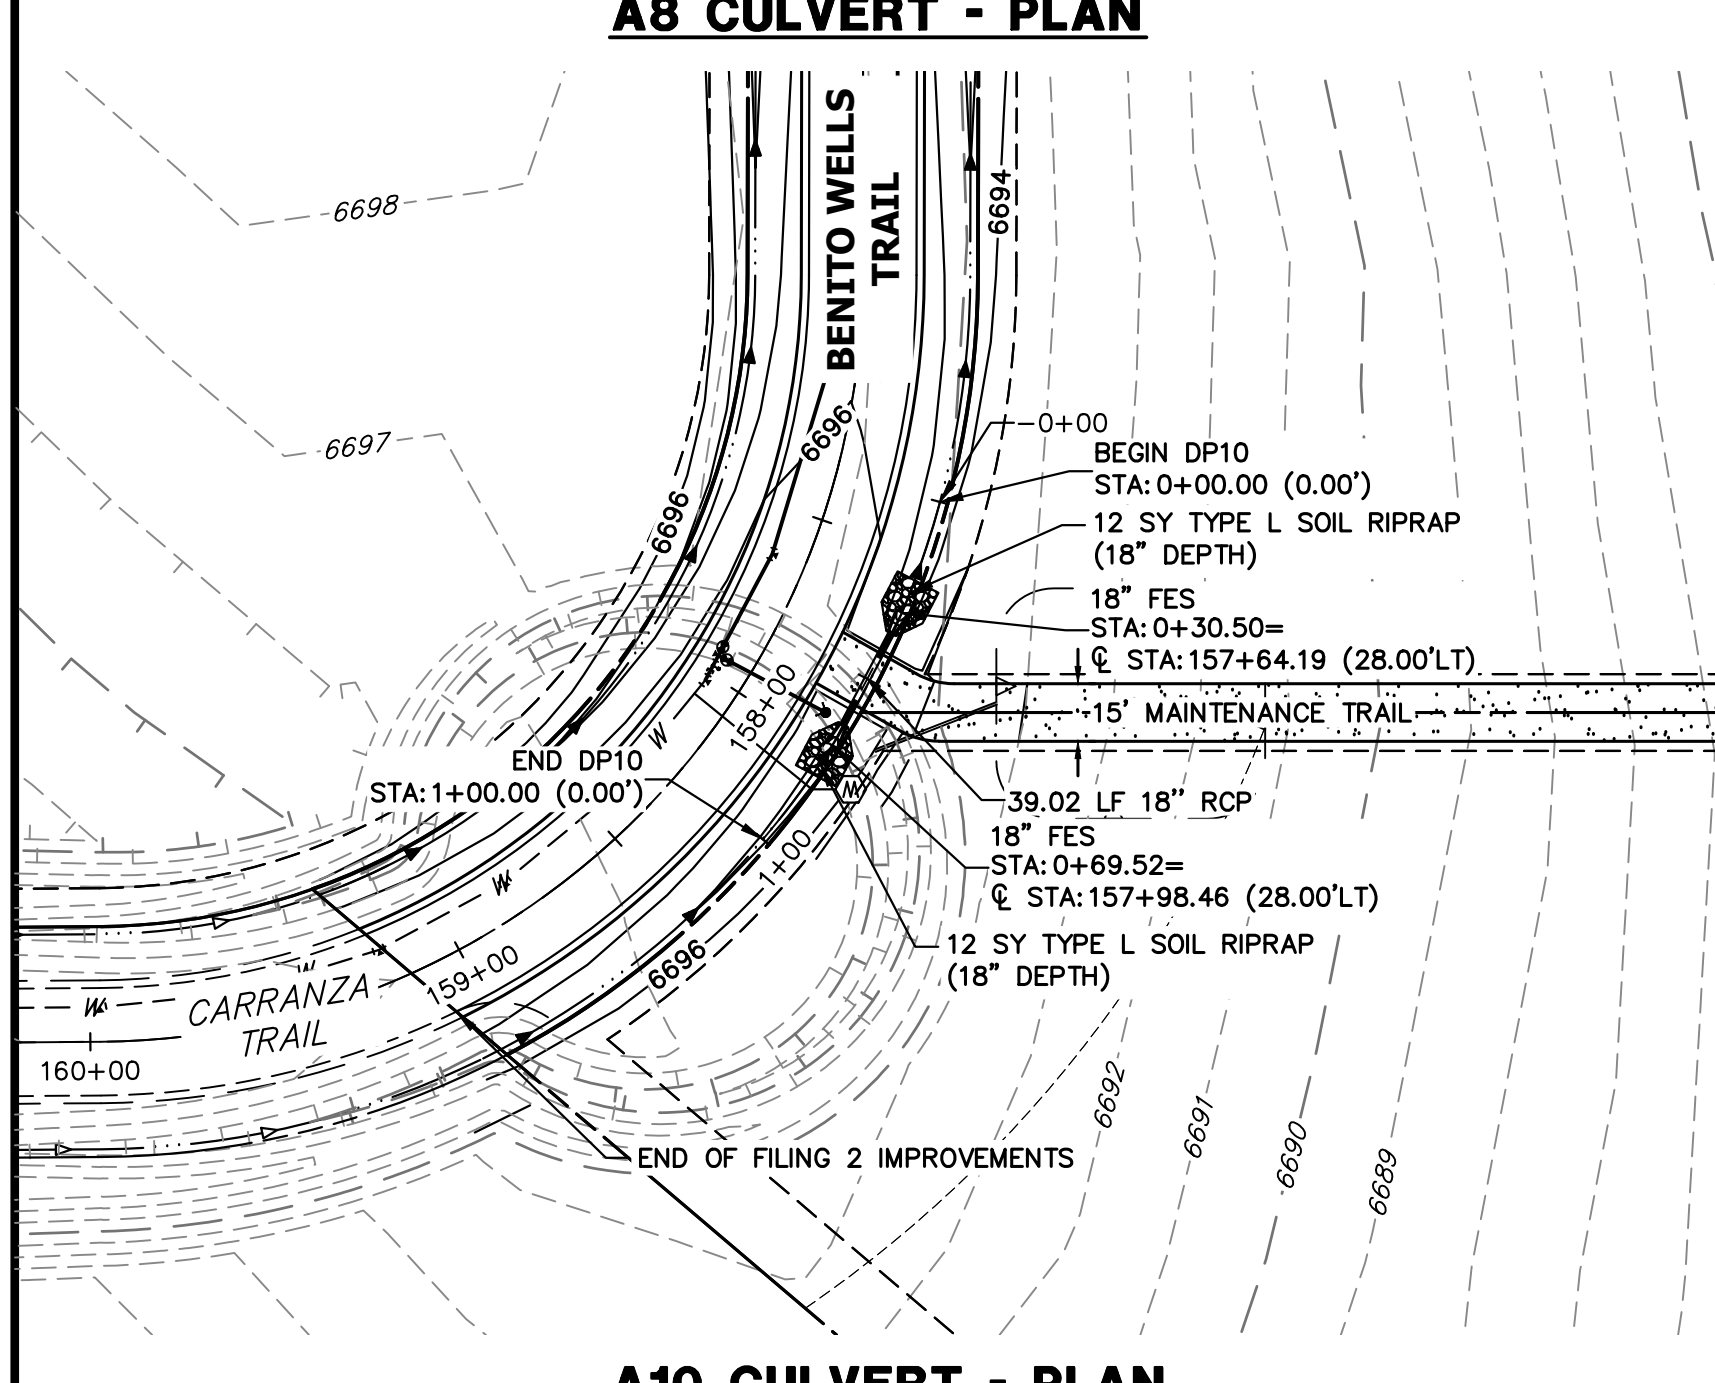 A8 CULVERT - PLAN
BENITO WELLS
TRAIL
6694
6698
6697
6696
6696
0+00
BEGIN DP10
STA: 0+00.00 (0.00')
12 SY TYPE L SOIL RIPRAP
(18" DEPTH)
18" FES
STA: 0+30.50=
℄ STA: 157+64.19 (28.00'LT)
15' MAINTENANCE TRAIL
158+00
W
END DP10
STA: 1+00.00 (0.00')
M
39.02 LF 18" RCP
18" FES
STA: 0+69.52=
℄ STA: 157+98.46 (28.00'LT)
1+00
W
12 SY TYPE L SOIL RIPRAP
(18" DEPTH)
6696
159+00
W
W
CARRANZA
TRAIL
160+00
END OF FILING 2 IMPROVEMENTS
6692
6691
6690
6689
A10 CULVERT - PLAN